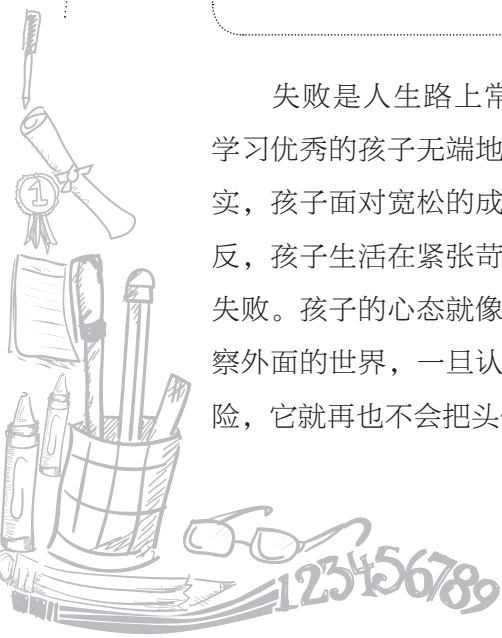 失败是人生路上常
学习优秀的孩子无端地
实，孩子面对宽松的成
反，孩子生活在紧张苛
失败。孩子的心态就像
察外面的世界，一旦认
险，它就再也不会把头
1
123456789